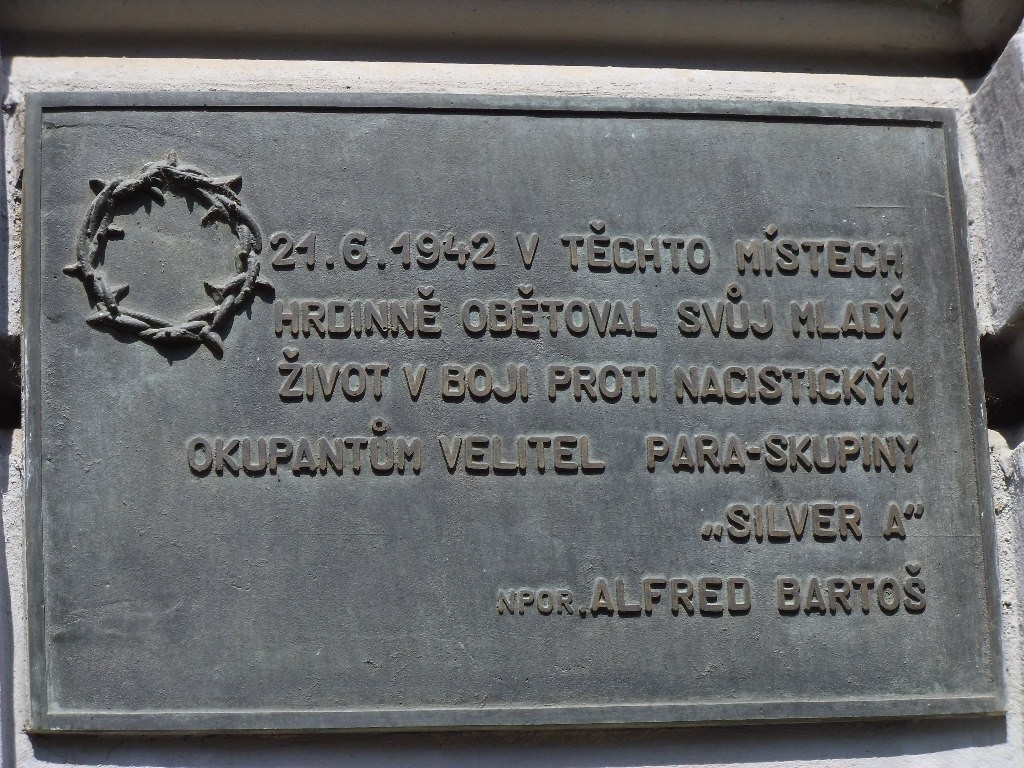 21.6.1942 V TĚCHTO MÍSTECH
HRDINNĚ OBĚTOVAL SVŮJ MLADÝ
ŽIVOT V BOJI PROTI NACISTICKÝM
OKUPANTŮM VELITEL PARA-SKUPINY
„SILVER A”
NPOR. ALFRED BARTOŠ